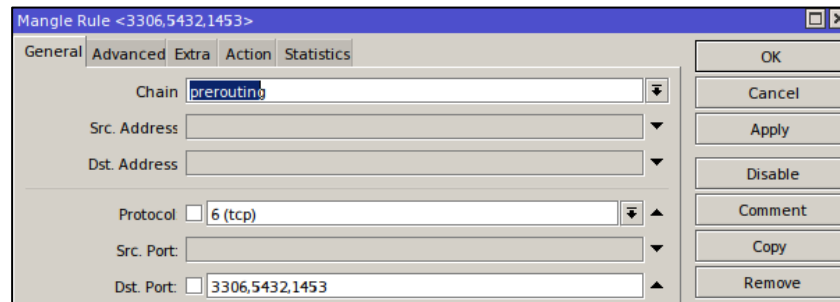 Mangle Rule <3306,5432,1453>
General Advanced Extra Action Statistics
OK
Chain prerouting
Cancel
Src. Address
Apply
Dst. Address
Disable
Protocol 6 (tcp)
Comment
Src. Port:
Copy
Dst. Port: 3306,5432,1453
Remove